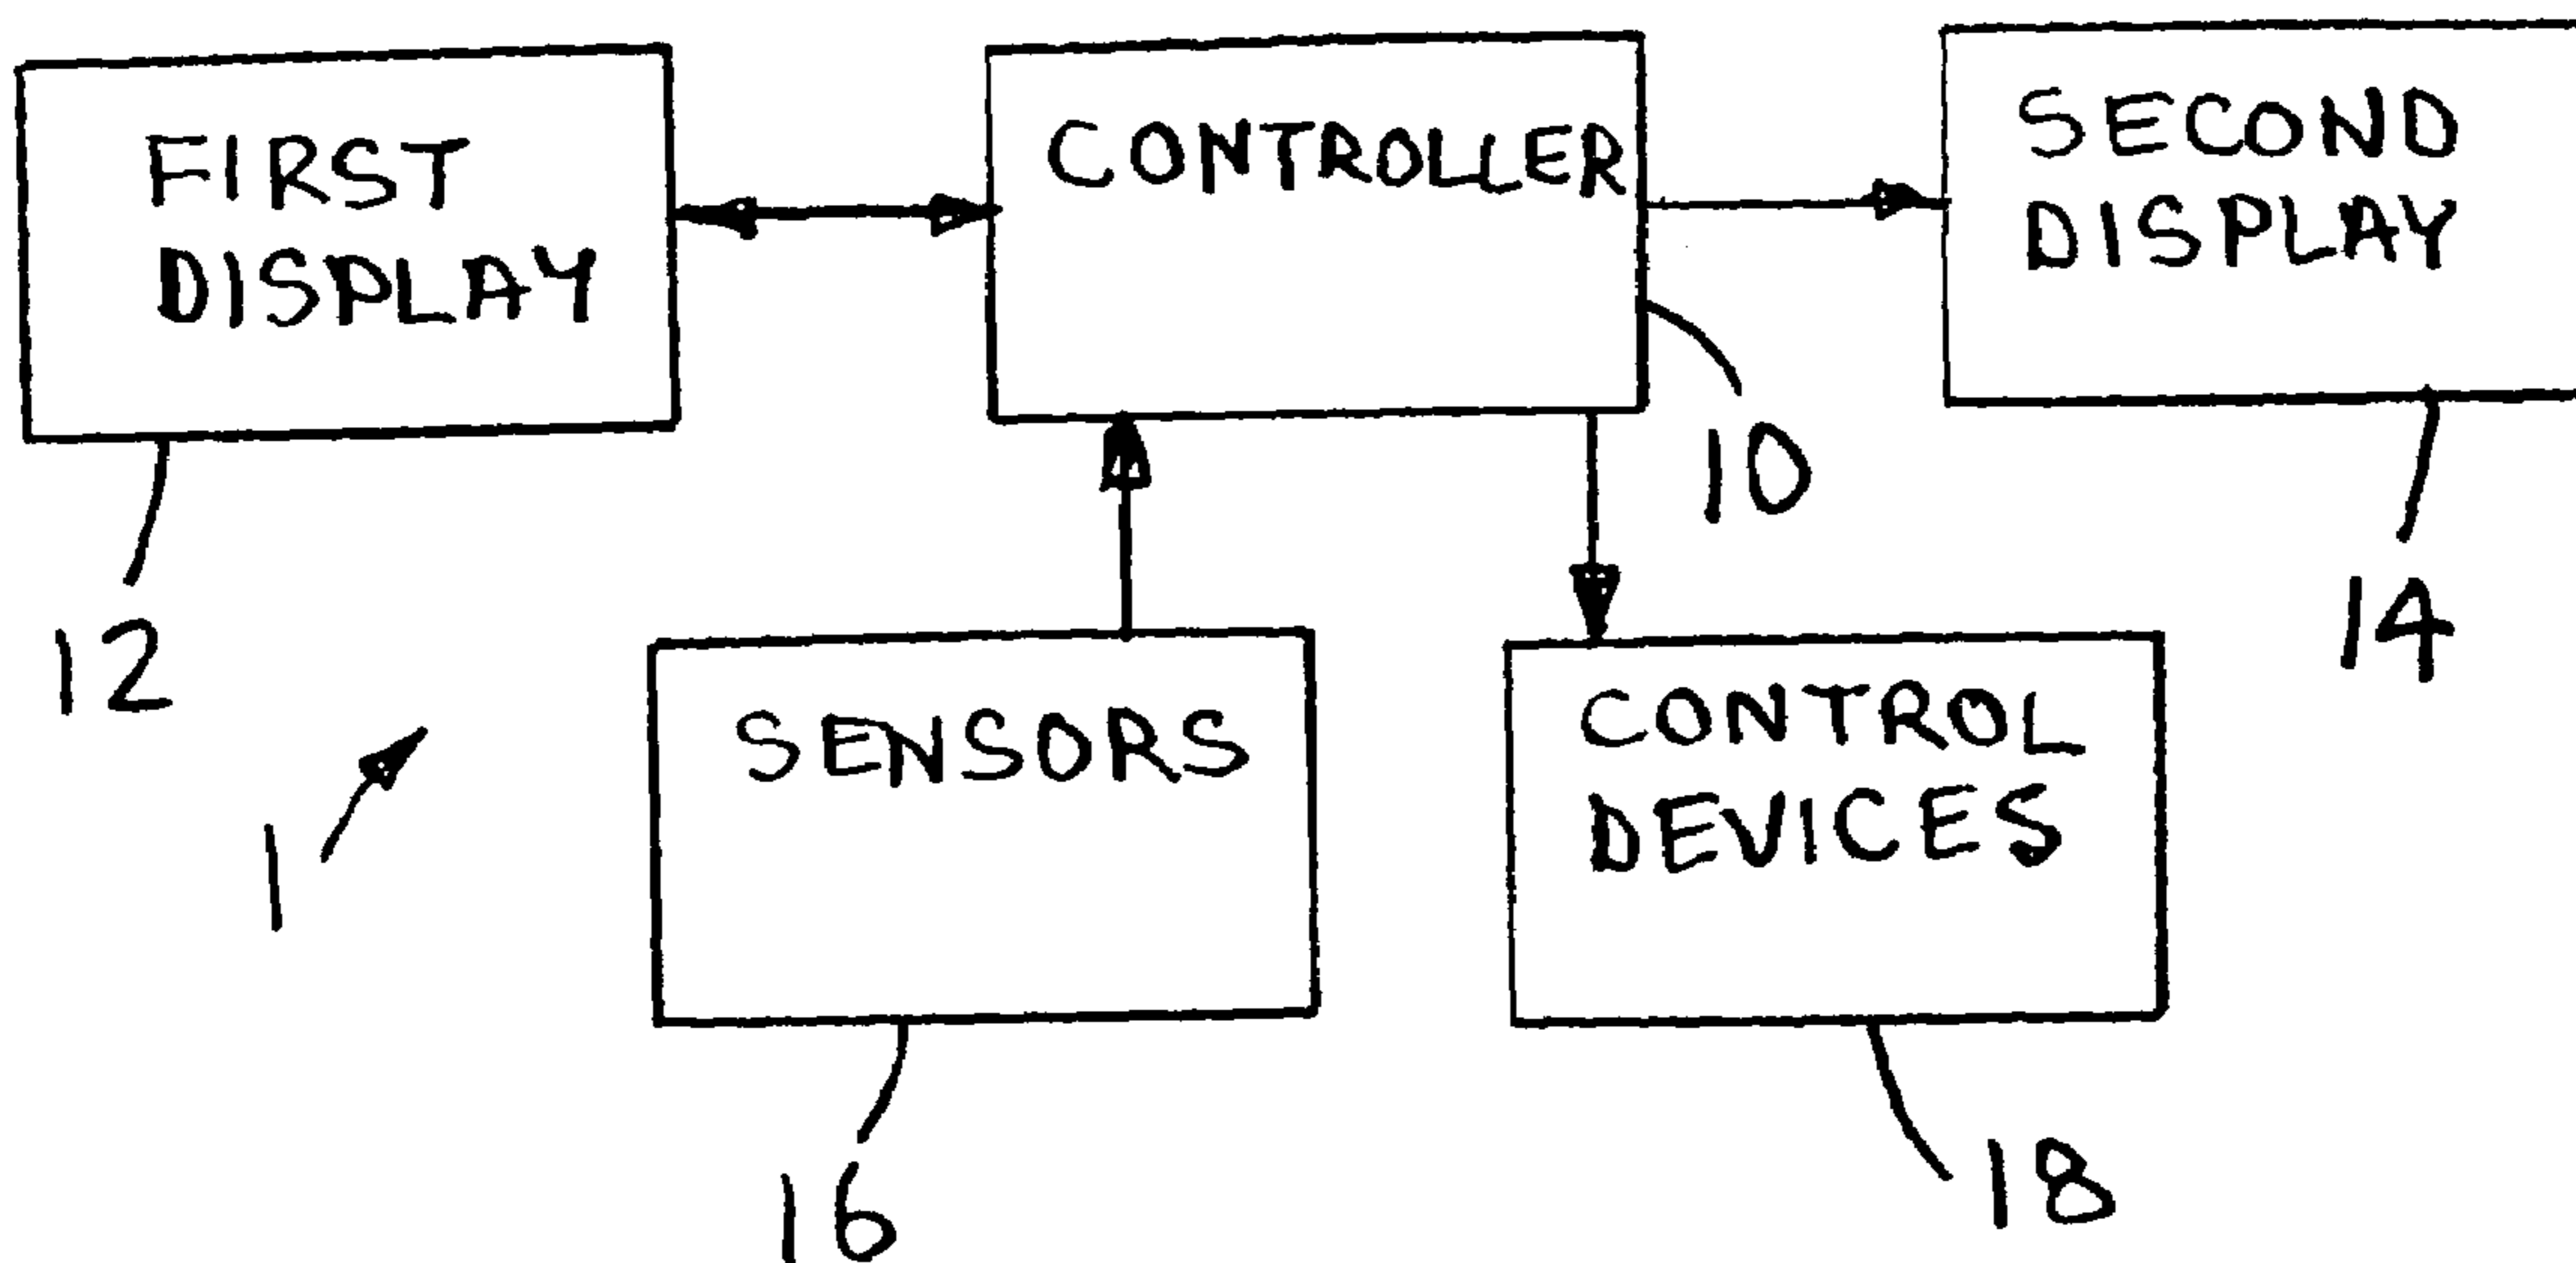 FIRST
DISPLAY
CONTROLLER
SECOND
DISPLAY
10
12
14
1
SENSORS
CONTROL
DEVICES
16
18